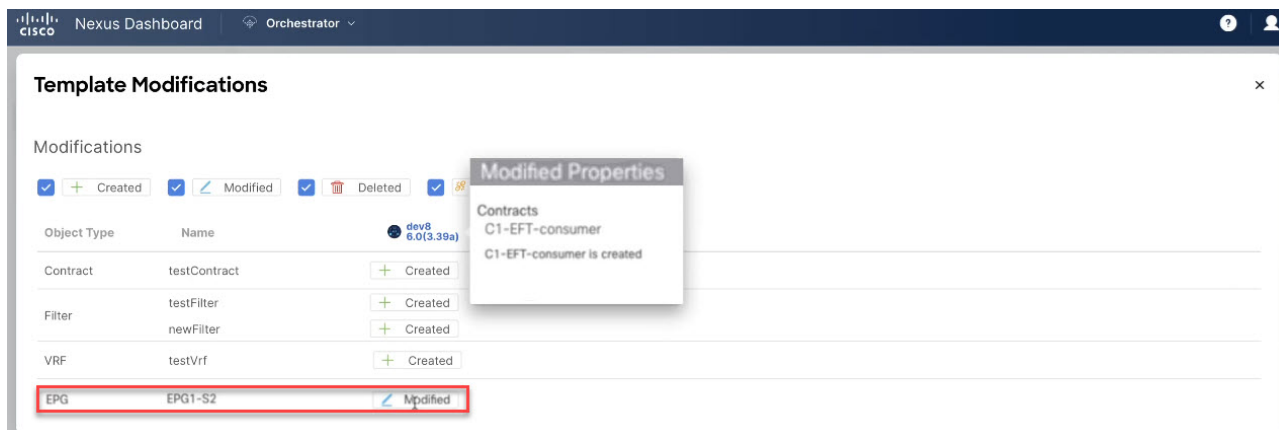 cisco Nexus Dashboard Orchestrator ?
Template Modifications ×
Modifications
+ Created Modified Deleted
Modified Properties
Contracts
C1-EFT-consumer
C1-EFT-consumer is created
Object Type Name dev8
6.0(3.39a)
Contract testContract + Created
Filter testFilter + Created
newFilter + Created
VRF testVrf + Created
EPG EPG1-S2 Modified